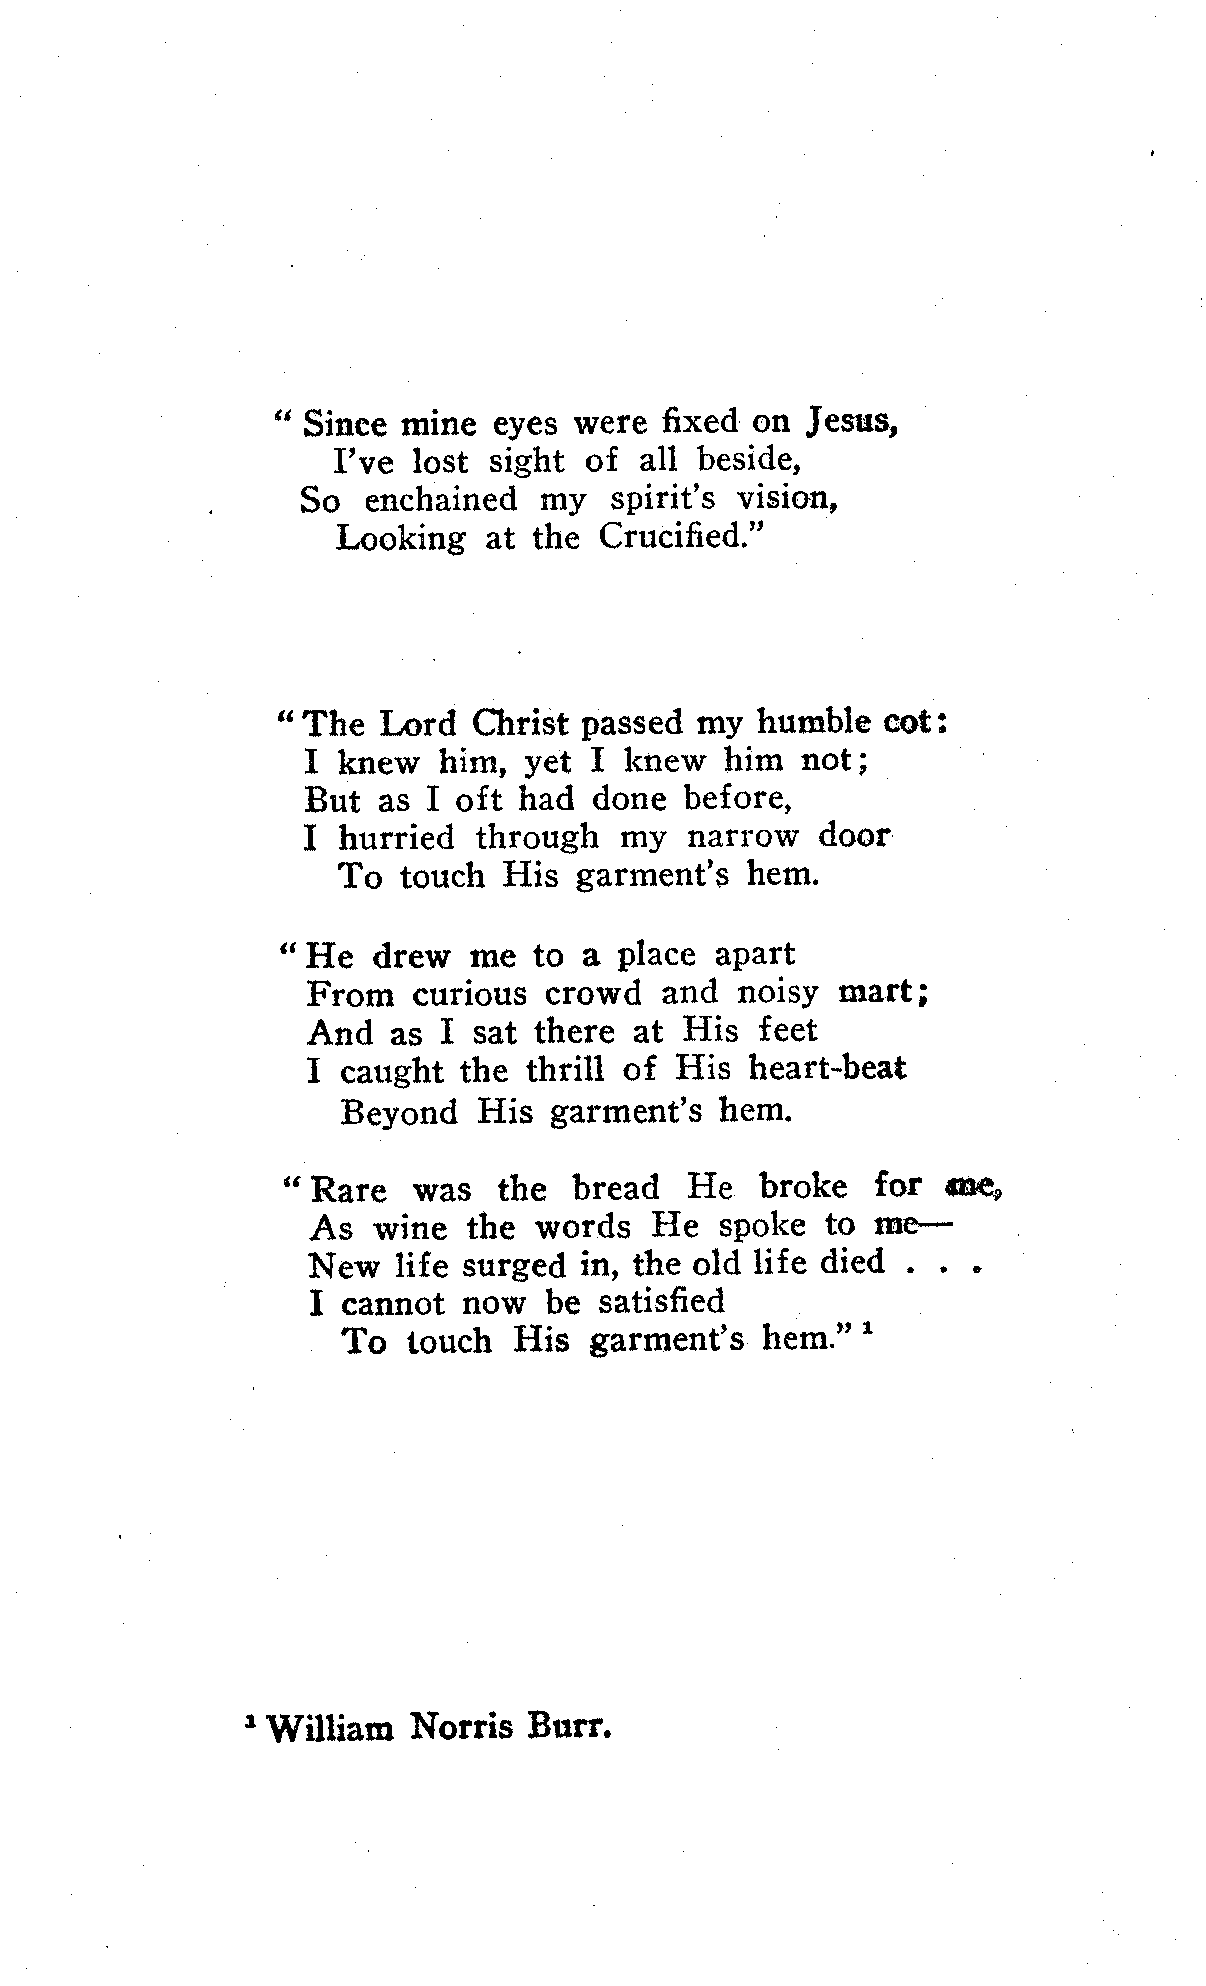 “ Since mine eyes were fixed on Jesus,
I’ve lost sight of all beside,
So enchained my spirit’s vision,
Looking at the Crucified.”
“ The Lord Christ passed my humble cot:
I knew him, yet I knew him not;
But as I oft had done before,
I hurried through my narrow door
To touch His garment’s hem.
“ He drew me to a place apart
From curious crowd and noisy mart;
And as I sat there at His feet
I caught the thrill of His heart-beat
Beyond His garment’s hem.
“ Rare was the bread He broke for me,
As wine the words He spoke to me—
New life surged in, the old life died . . .
I cannot now be satisfied
To touch His garment’s hem.” ¹
¹ William Norris Burr.